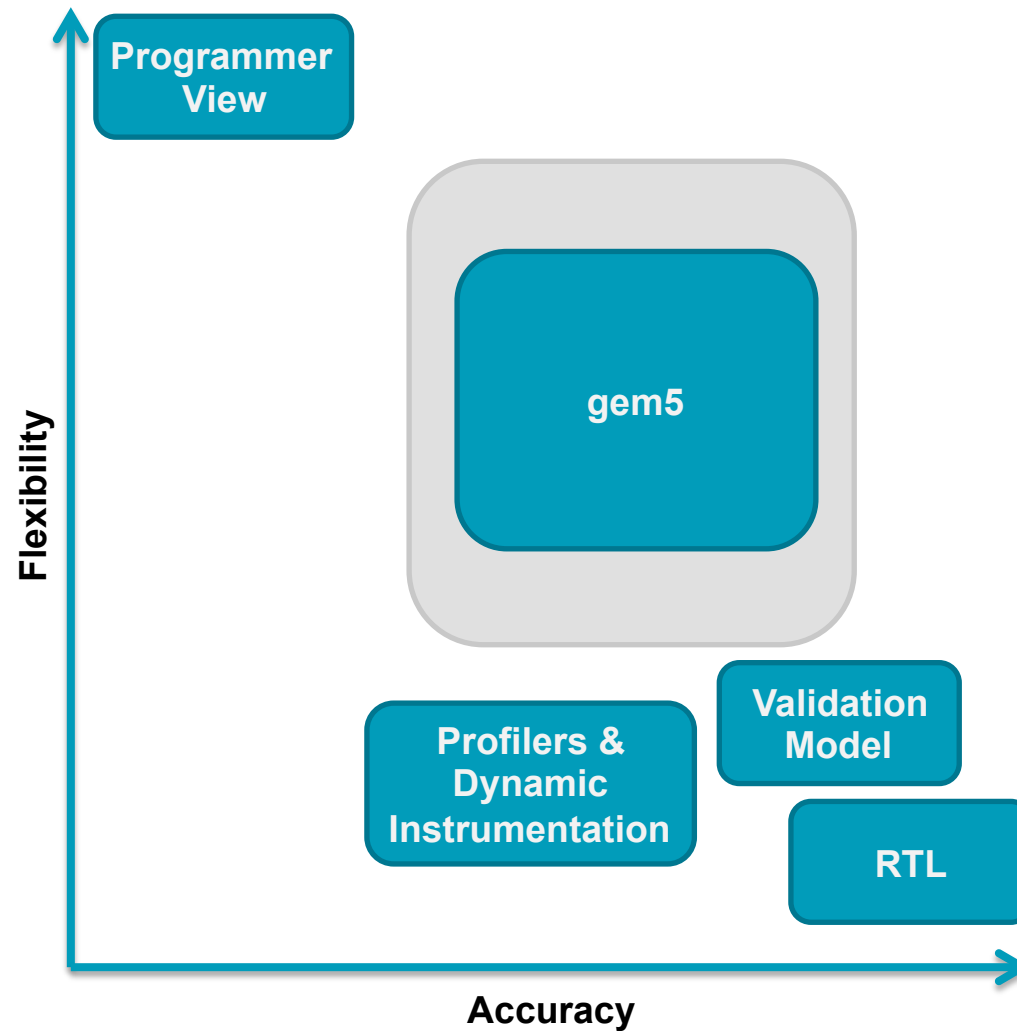 Programmer
View
gem5
Flexibility
Validation
Model
Profilers &
Dynamic
Instrumentation
RTL
Accuracy